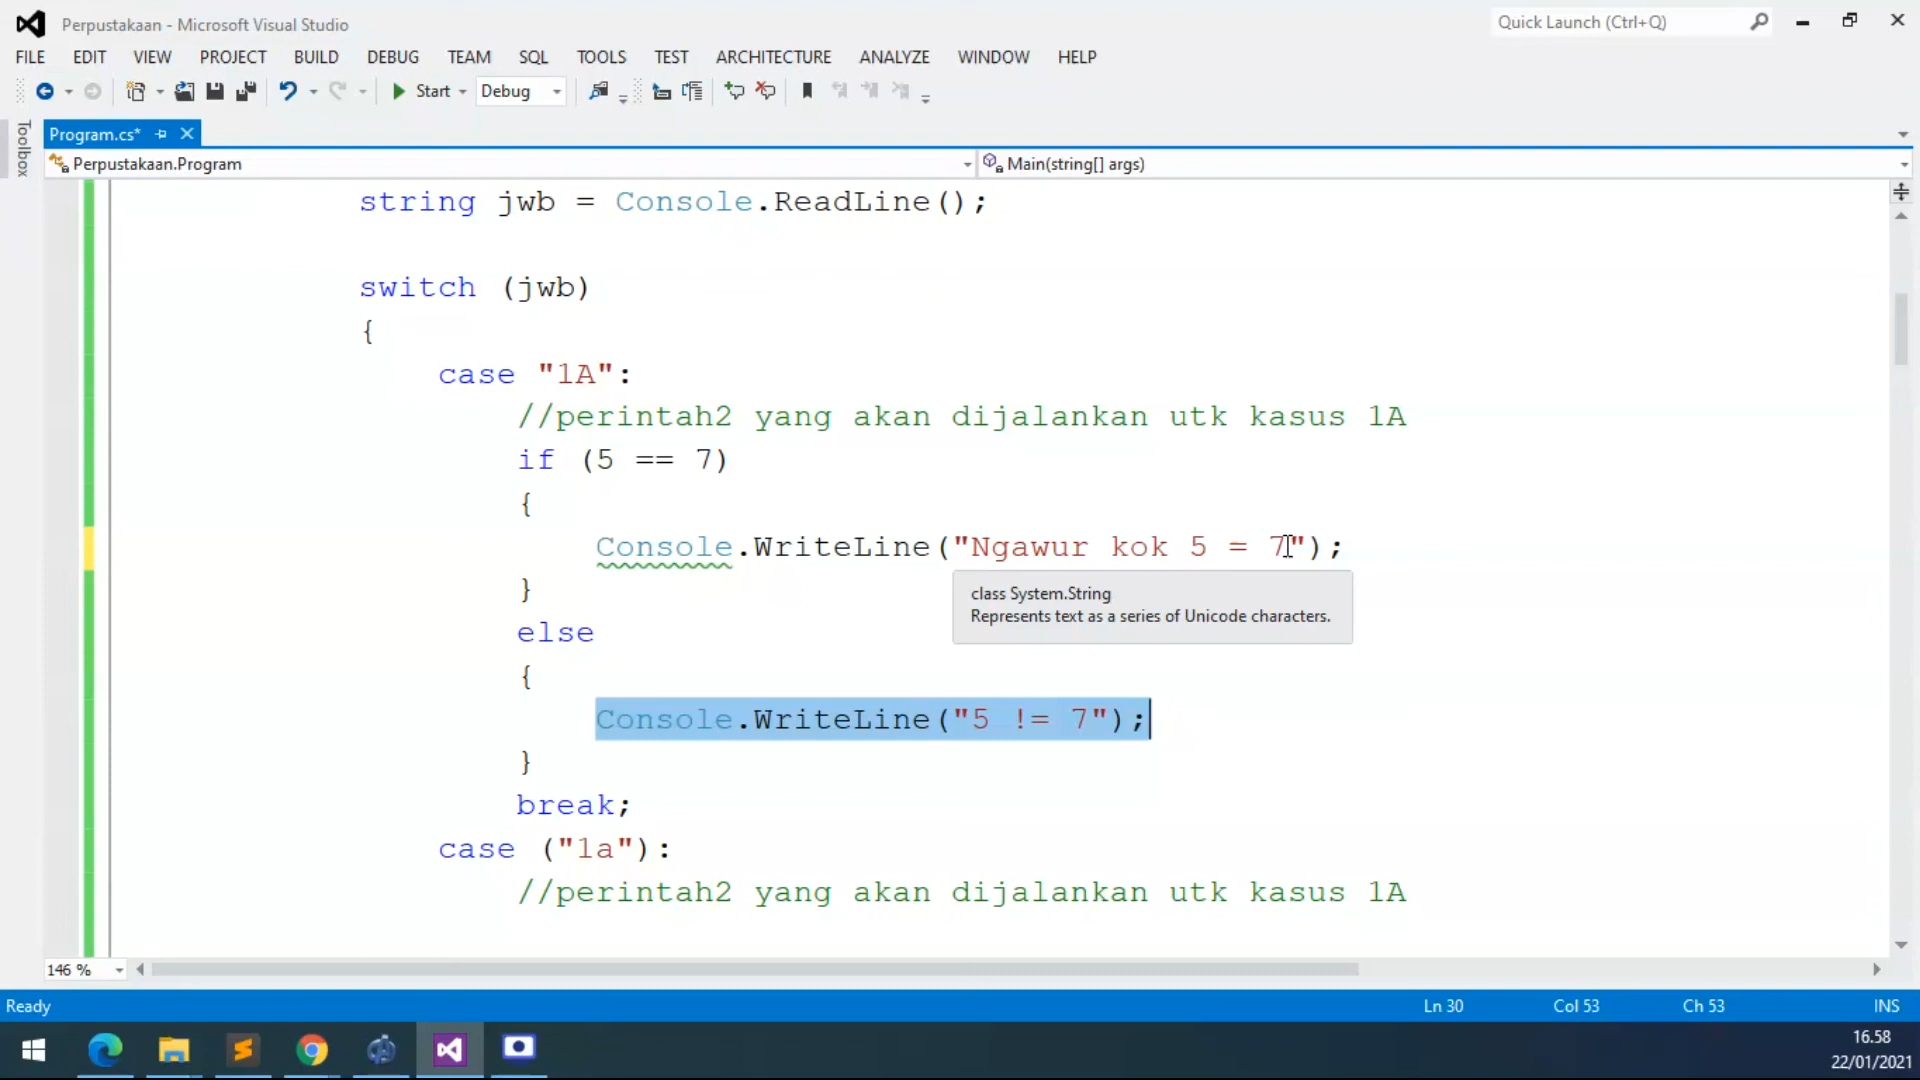 Perpustakaan - Microsoft Visual Studio
Quick Launch (Ctrl+Q)
FILE EDIT VIEW PROJECT BUILD DEBUG TEAM SQL TOOLS TEST ARCHITECTURE ANALYZE WINDOW HELP
Start Debug
Toolbox
Program.cs*
Perpustakaan.Program
Main(string[] args)
string jwb = Console.ReadLine();
switch (jwb)
{
case "1A":
//perintah2 yang akan dijalankan utk kasus 1A
if (5 == 7)
{
Console.WriteLine("Ngawur kok 5 = 7");
class System.String
Represents text as a series of Unicode characters.
}
else
{
Console.WriteLine("5 != 7");
}
break;
case ("1a"):
//perintah2 yang akan dijalankan utk kasus 1A
146 %
Ready
Ln 30
Col 53
Ch 53
INS
16.58
22/01/2021